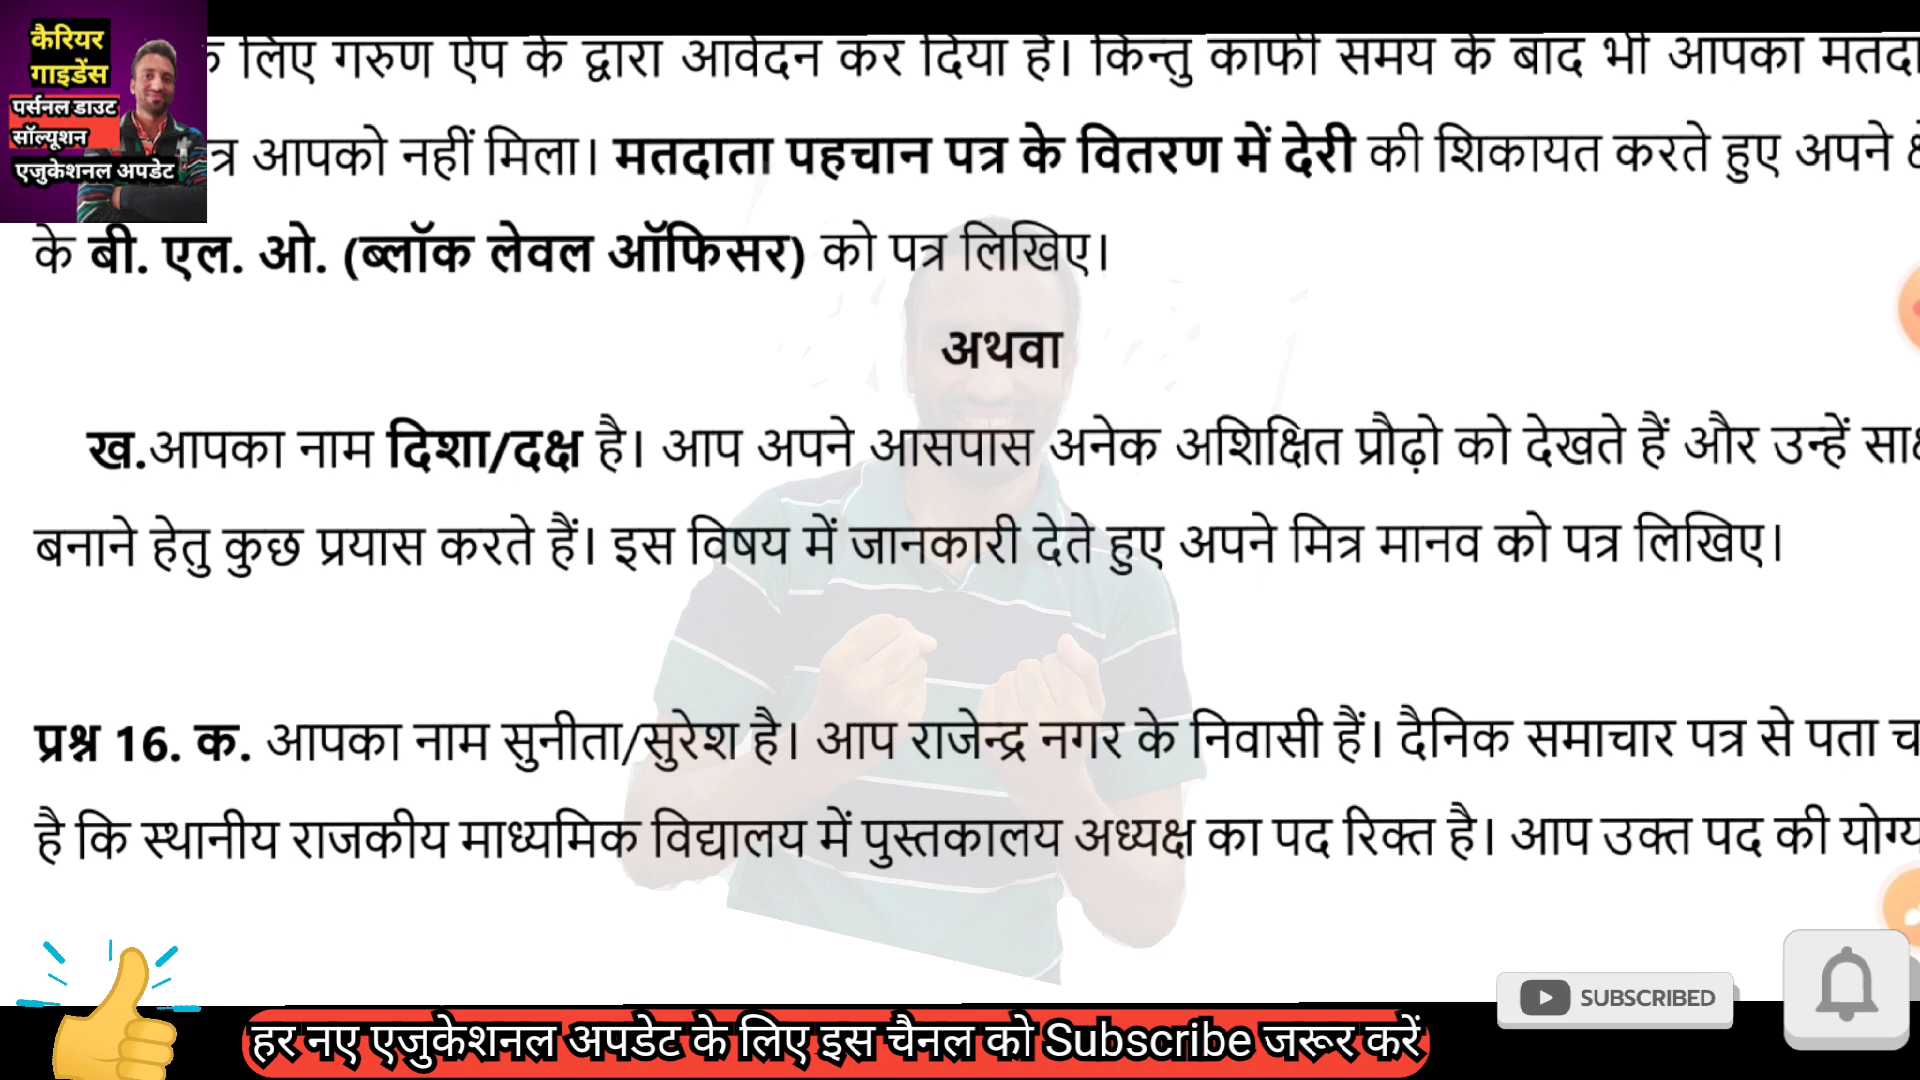 कैरियर
गाइडेंस
पर्सनल डाउट
सॉल्यूशन
एजुकेशनल अपडेट
के लिए गरुण ऐप के द्वारा आवेदन कर दिया है। किन्तु काफी समय के बाद भी आपका
आपको नहीं मिला। मतदाता पहचान पत्र के वितरण में देरी की शिकायत करते हुए अपने
के बी. एल. ओ. (ब्लॉक लेवल ऑफिसर) को पत्र लिखिए।
अथवा
ख.आपका नाम दिशा/दक्ष है। आप अपने आसपास अनेक अशिक्षित प्रौढ़ो को देखते हैं और उन्हें
बनाने हेतु कुछ प्रयास करते हैं। इस विषय में जानकारी देते हुए अपने मित्र मानव को पत्र लिखिए।
प्रश्न 16. क. आपका नाम सुनीता/सुरेश है। आप राजेन्द्र नगर के निवासी हैं। दैनिक समाचार पत्र से पता
है कि स्थानीय राजकीय माध्यमिक विद्यालय में पुस्तकालय अध्यक्ष का पद रिक्त है। आप उक्त पद की
SUBSCRIBED
हर नए एजुकेशनल अपडेट के लिए इस चैनल को Subscribe जरूर करें